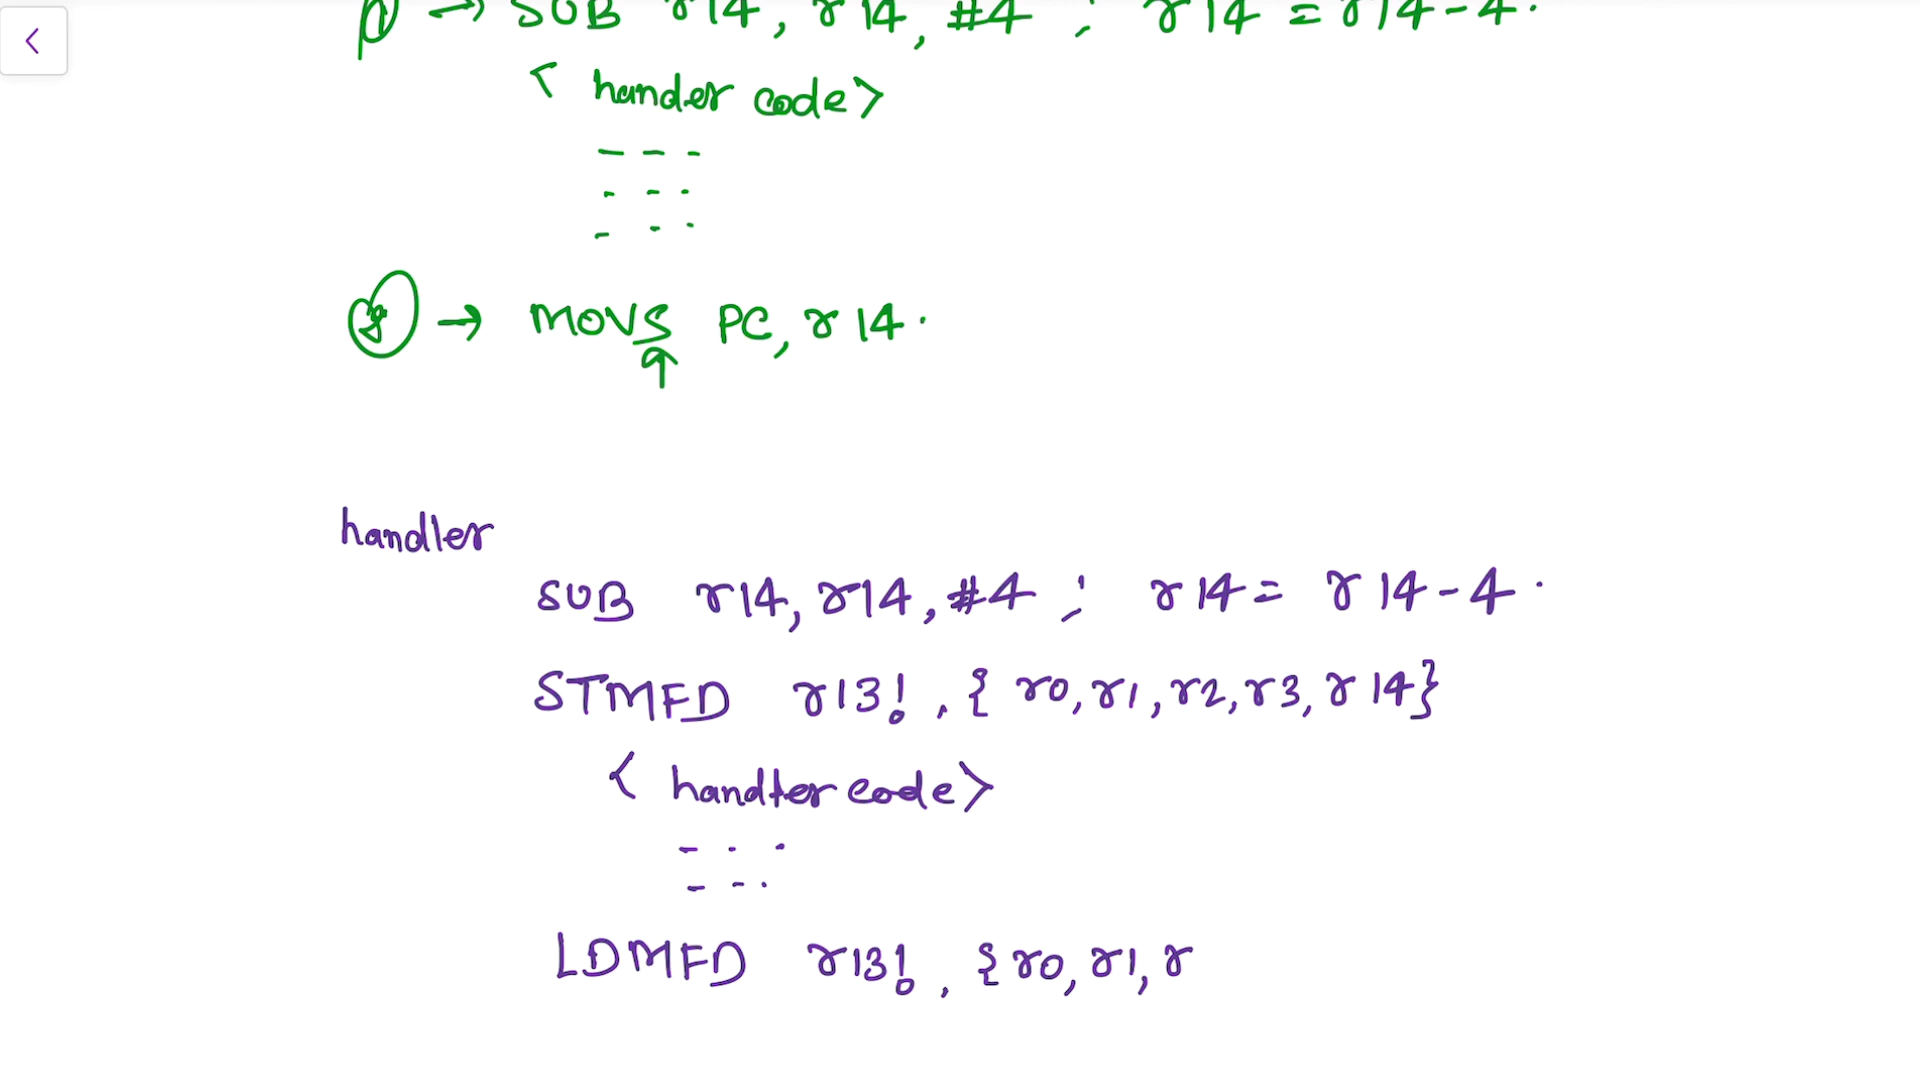 → SUB r14, r14, #4 ; r14 = r14-4.
< hander code>
→ MOVS PC, r14.
handler
SUB r14, r14, #4 ; r14 = r14-4.
STMFD r13!, { r0, r1, r2, r3, r14}
< handler code>
LDMFD r13!, { r0, r1, r